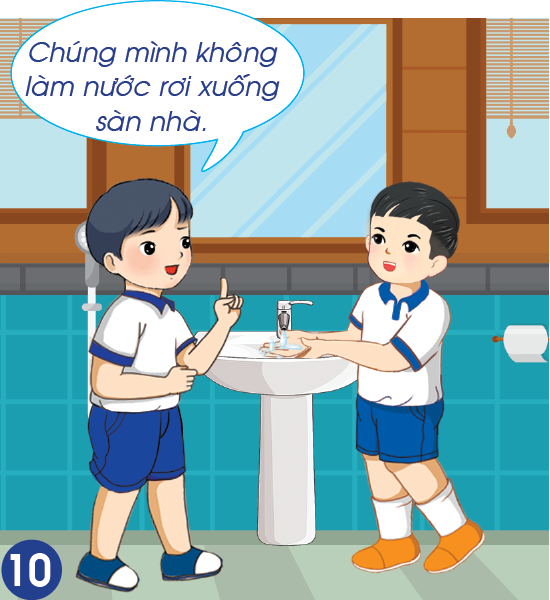 Chúng mình không
làm nước rơi xuống
sàn nhà.
10